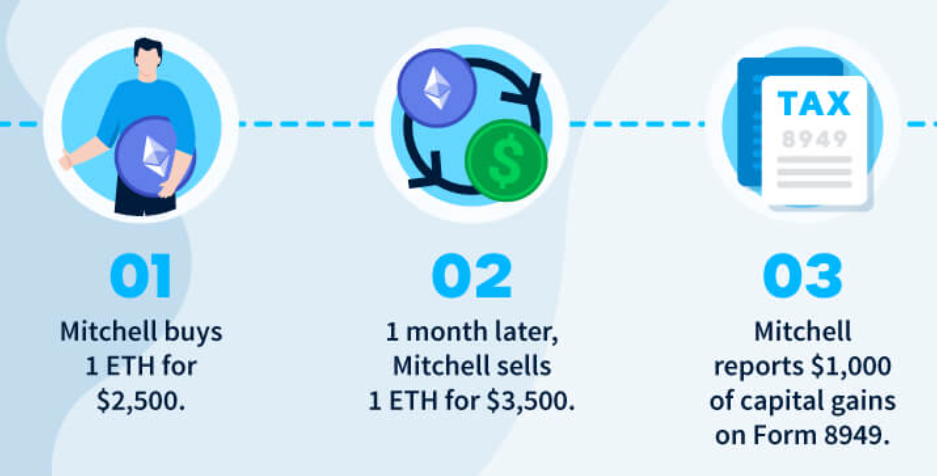 TAX
8949
01
Mitchell buys
1 ETH for
$2,500.
02
1 month later,
Mitchell sells
1 ETH for $3,500.
03
Mitchell
reports $1,000
of capital gains
on Form 8949.